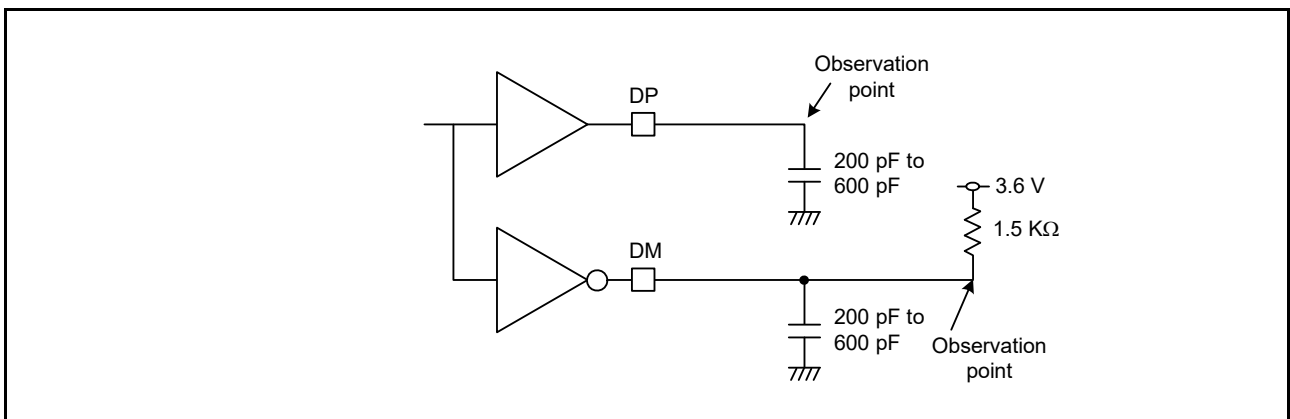 Observation
point
DP
200 pF to
600 pF
3.6 V
1.5 KΩ
DM
200 pF to
600 pF
Observation
point